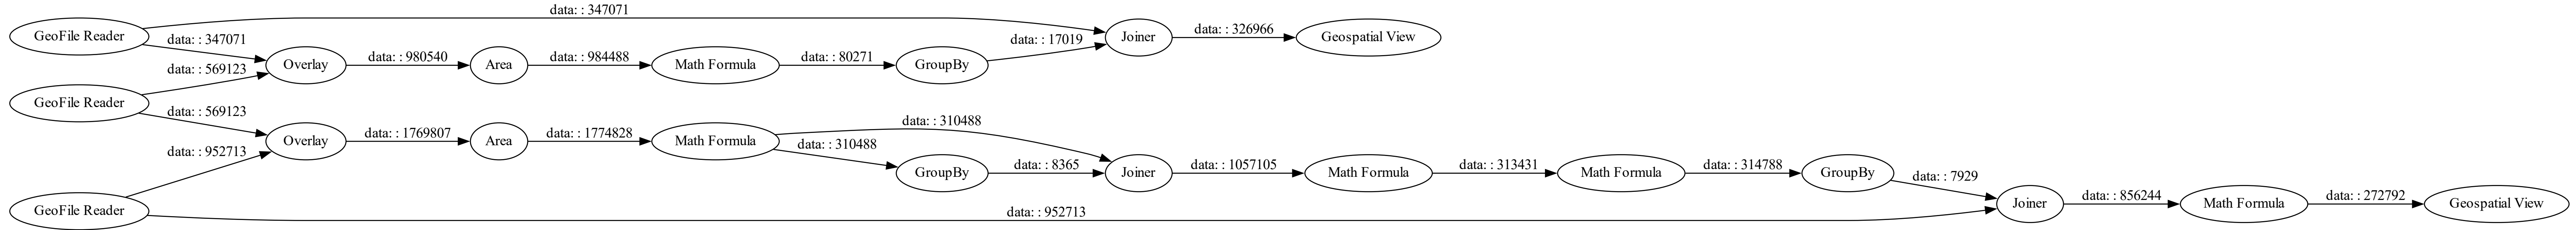 data: : 347071
GeoFile Reader
data: : 347071
Joiner
data: : 326966
Geospatial View
data: : 17019
data: : 569123
Overlay
data: : 980540
Area
data: : 984488
Math Formula
data: : 80271
GroupBy
GeoFile Reader
data: : 569123
Overlay
data: : 1769807
Area
data: : 1774828
Math Formula
data: : 310488
data: : 310488
data: : 952713
GroupBy
data: : 8365
Joiner
data: : 1057105
Math Formula
data: : 313431
Math Formula
data: : 314788
GroupBy
data: : 7929
GeoFile Reader
data: : 952713
Joiner
data: : 856244
Math Formula
data: : 272792
Geospatial View